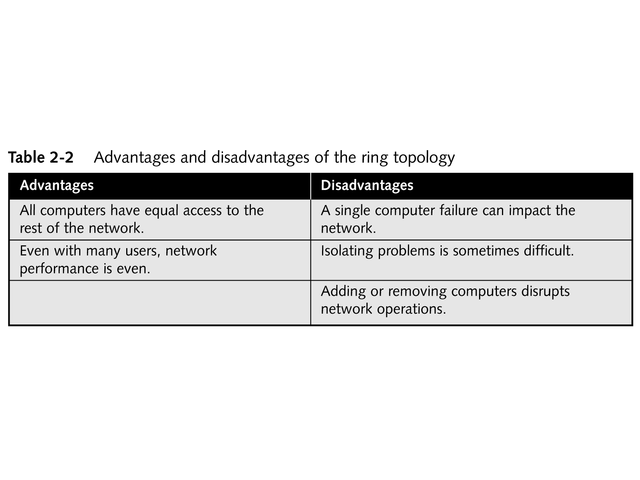 Table 2-2 Advantages and disadvantages of the ring topology
Advantages Disadvantages
All computers have equal access to the
rest of the network.
A single computer failure can impact the
network.
Even with many users, network
performance is even.
Isolating problems is sometimes difficult.
Adding or removing computers disrupts
network operations.